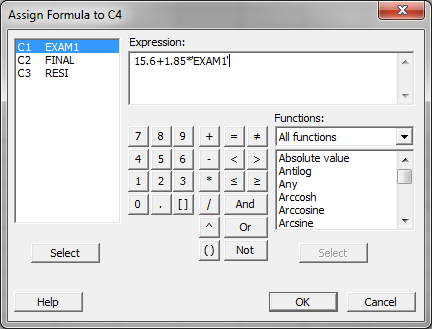 Assign Formula to C4
C1 EXAM1
C2 FINAL
C3 RESI
Expression:
15.6+1.85*'EXAM1'
Functions:
All functions
7 8 9 + = ≠
4 5 6 - < >
1 2 3 * ≤ ≥
0 . [] / And
^ Or
() Not
Absolute value
Antilog
Any
Arccosh
Arccosine
Arcsine
Select
Select
Help
OK
Cancel